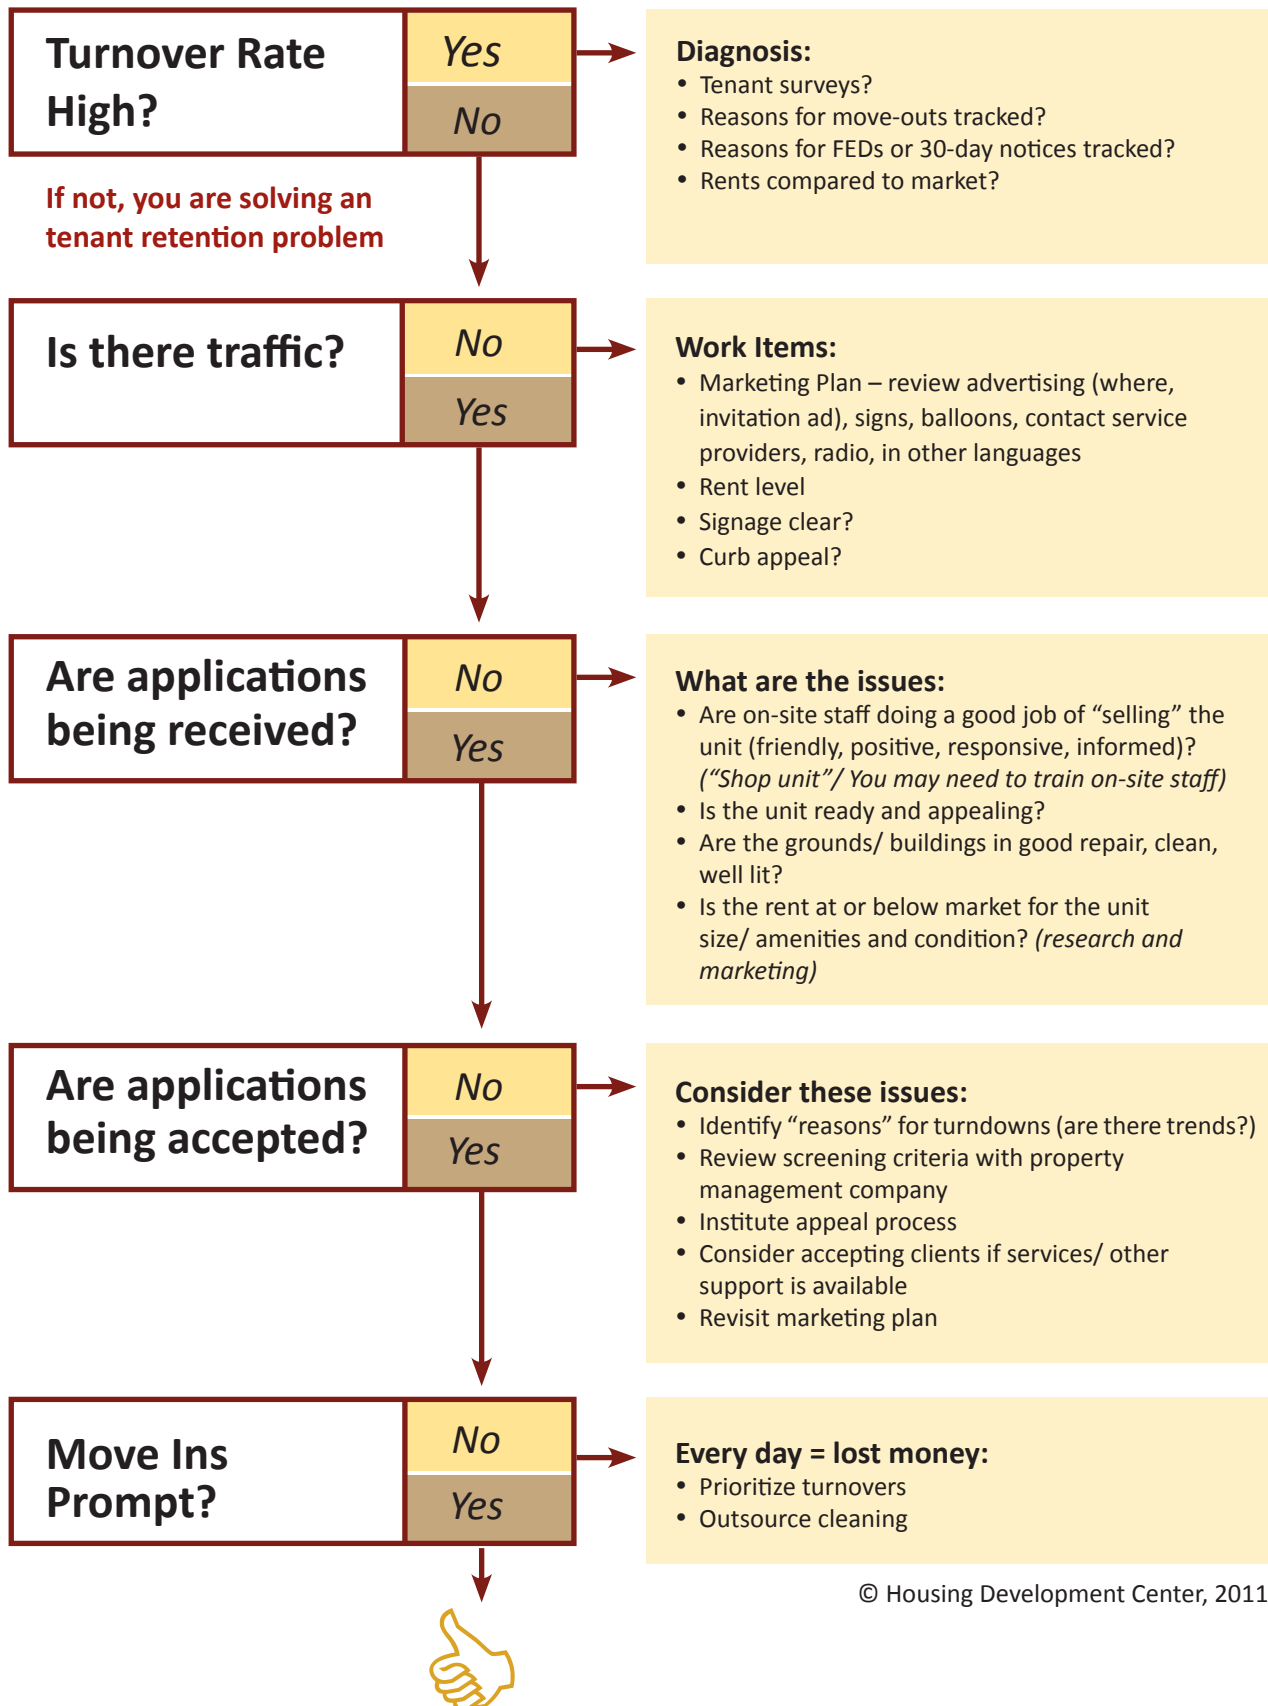 Turnover Rate
High?
Yes
No
Diagnosis:
• Tenant surveys?
• Reasons for move-outs tracked?
• Reasons for FEDs or 30-day notices tracked?
• Rents compared to market?
If not, you are solving an
tenant retention problem
Is there traffic?
No
Yes
Work Items:
• Marketing Plan – review advertising (where,
invitation ad), signs, balloons, contact service
providers, radio, in other languages
• Rent level
• Signage clear?
• Curb appeal?
Are applications
being received?
No
Yes
What are the issues:
• Are on-site staff doing a good job of “selling” the
unit (friendly, positive, responsive, informed)?
(“Shop unit”/ You may need to train on-site staff)
• Is the unit ready and appealing?
• Are the grounds/ buildings in good repair, clean,
well lit?
• Is the rent at or below market for the unit
size/ amenities and condition? (research and
marketing)
Are applications
being accepted?
No
Yes
Consider these issues:
• Identify “reasons” for turndowns (are there trends?)
• Review screening criteria with property
management company
• Institute appeal process
• Consider accepting clients if services/ other
support is available
• Revisit marketing plan
Move Ins
Prompt?
No
Yes
Every day = lost money:
• Prioritize turnovers
• Outsource cleaning
© Housing Development Center, 2011